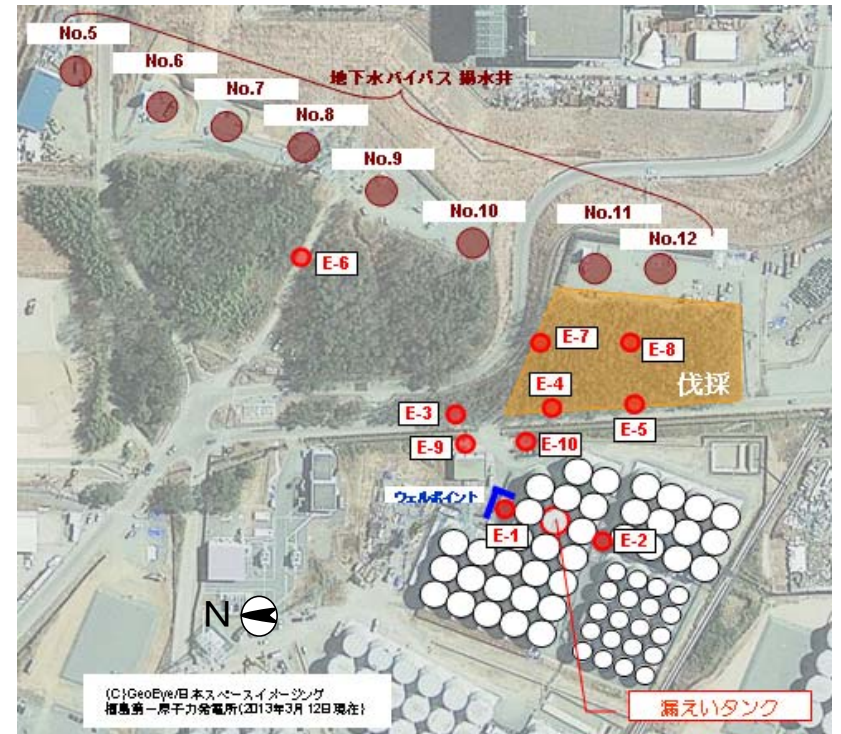 No.5
No.6
No.7
No.8
No.9
No.10
No.11
No.12
地下水バイパス 揚水井
E-6
E-7
E-8
伐採
E-4
E-3
E-5
E-9
E-10
ウェルポイント
E-1
E-2
N
漏えいタンク
(C)GeoEye/日本スペースイメージング
福島第一原子力発電所(2013年3月12日現在)